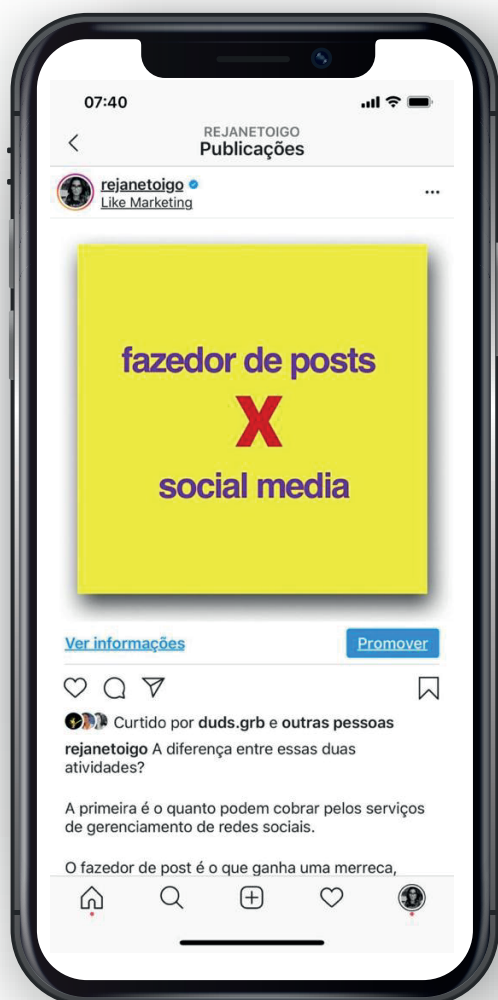 07:40
REJANETOIGO
Publicações
rejanetoigo
Like Marketing
fazedor de posts
X
social media
Ver informações
Promover
Curtido por duds.grb e outras pessoas
rejanetoigo A diferença entre essas duas
atividades?
A primeira é o quanto podem cobrar pelos serviços
de gerenciamento de redes sociais.
O fazedor de post é o que ganha uma merreca,